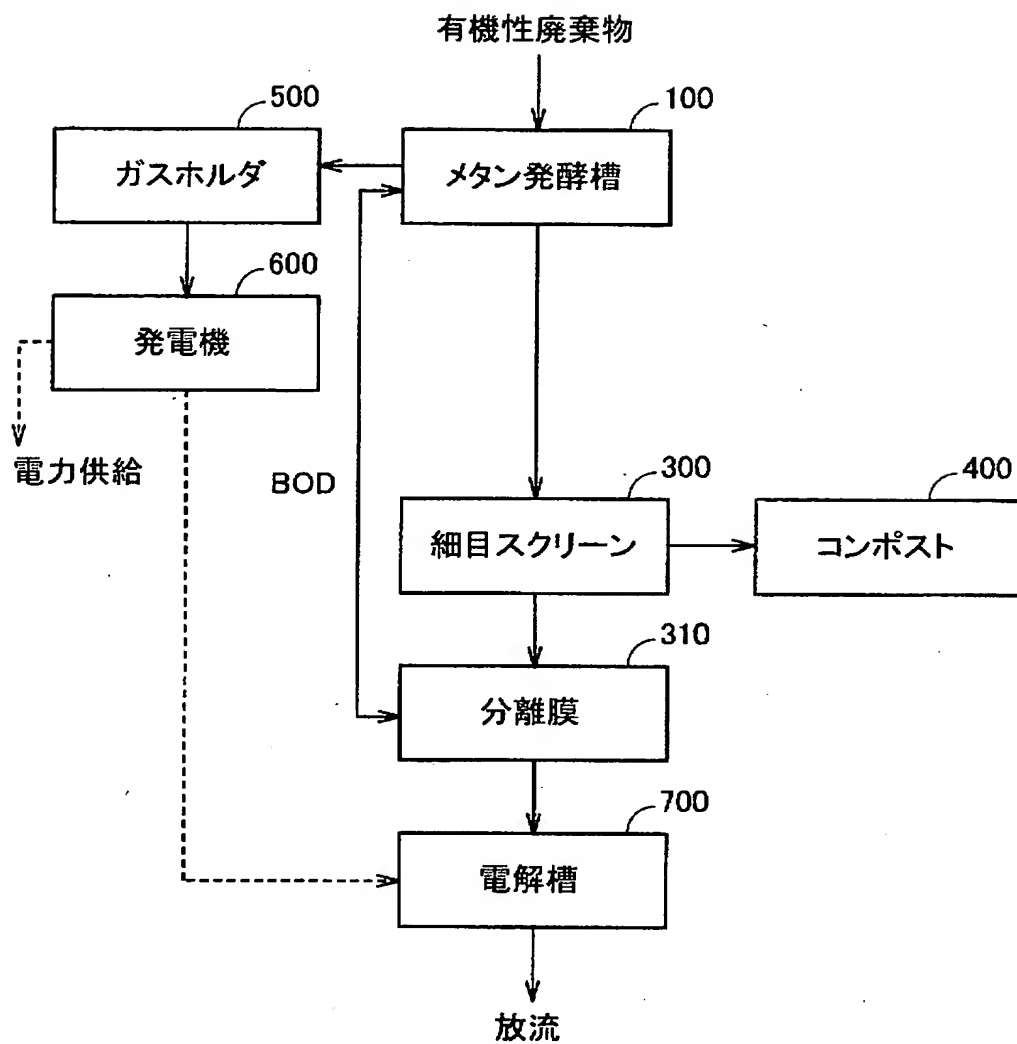 有機性廃棄物
500
100
ガスホルダ
メタン発酵槽
600
発電機
電力供給
BOD
300
400
細目スクリーン
コンポスト
310
分離膜
700
電解槽
放流